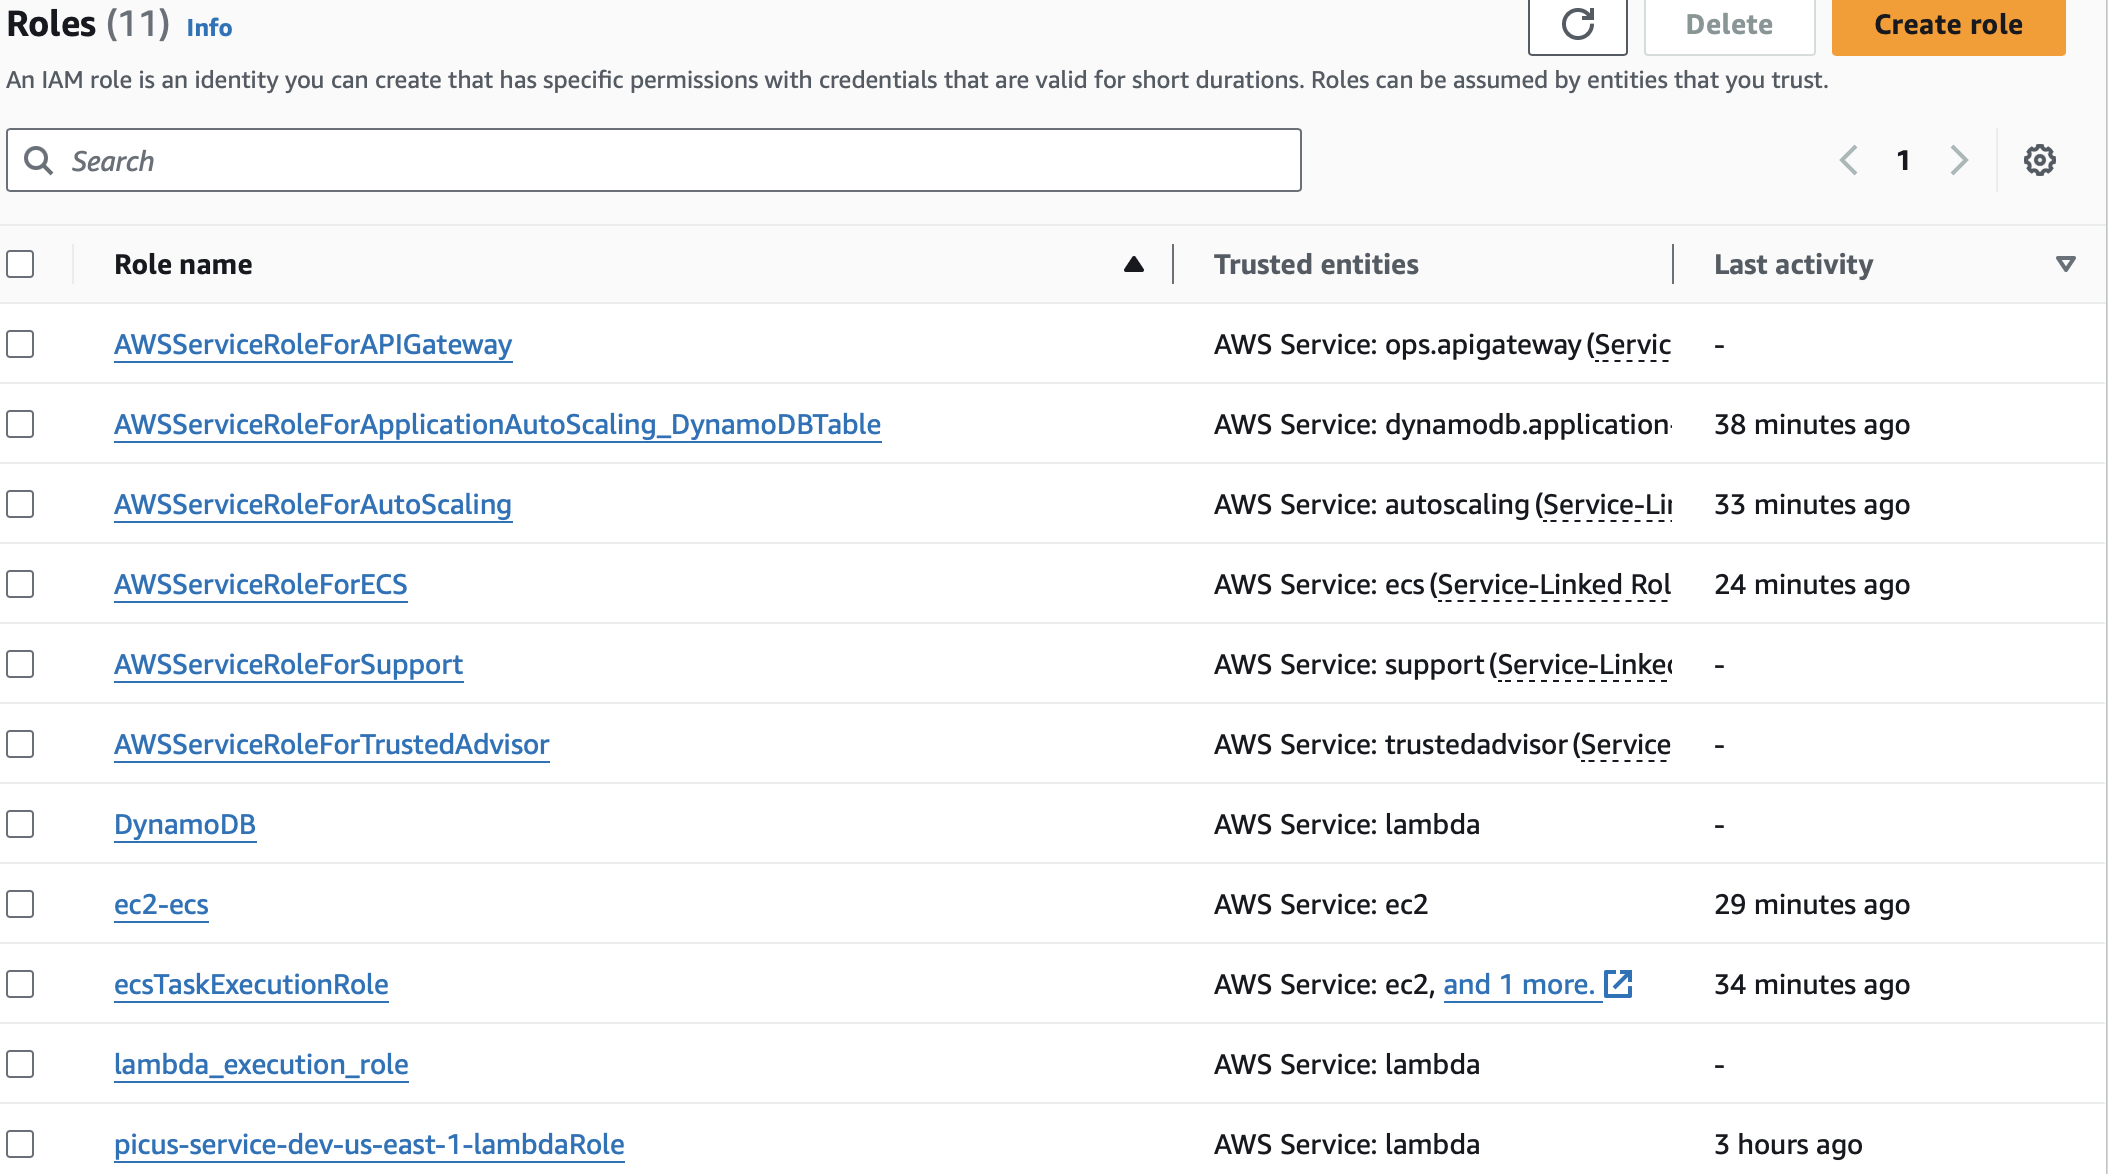 Roles (11) Info
Delete
Create role
An IAM role is an identity you can create that has specific permissions with credentials that are valid for short durations. Roles can be assumed by entities that you trust.
Search
1
Role name Trusted entities Last activity
AWSServiceRoleForAPIGateway AWS Service: ops.apigateway (Servic -
AWSServiceRoleForApplicationAutoScaling_DynamoDBTable AWS Service: dynamodb.application- 38 minutes ago
AWSServiceRoleForAutoScaling AWS Service: autoscaling (Service-Lin 33 minutes ago
AWSServiceRoleForECS AWS Service: ecs (Service-Linked Rol 24 minutes ago
AWSServiceRoleForSupport AWS Service: support (Service-Linked -
AWSServiceRoleForTrustedAdvisor AWS Service: trustedadvisor (Service -
DynamoDB AWS Service: lambda -
ec2-ecs AWS Service: ec2 29 minutes ago
ecsTaskExecutionRole AWS Service: ec2, and 1 more. 34 minutes ago
lambda_execution_role AWS Service: lambda -
picus-service-dev-us-east-1-lambdaRole AWS Service: lambda 3 hours ago